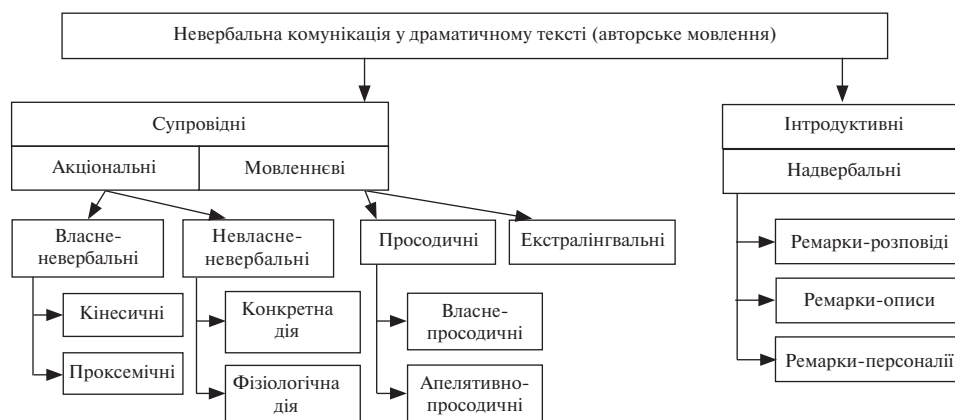 Невербальна комунікація у драматичному тексті (авторське мовлення)
Супровідні
Інтродуктивні
Акціональні
Мовленнєві
Надвербальні
Власне-
невербальні
Невласне-
невербальні
Просодичні
Екстралінгвальні
Ремарки-розповіді
Кінесичні
Конкретна
дія
Власне-
просодичні
Ремарки-описи
Проксемічні
Фізіологічна
дія
Апелятивно-
просодичні
Ремарки-персоналії